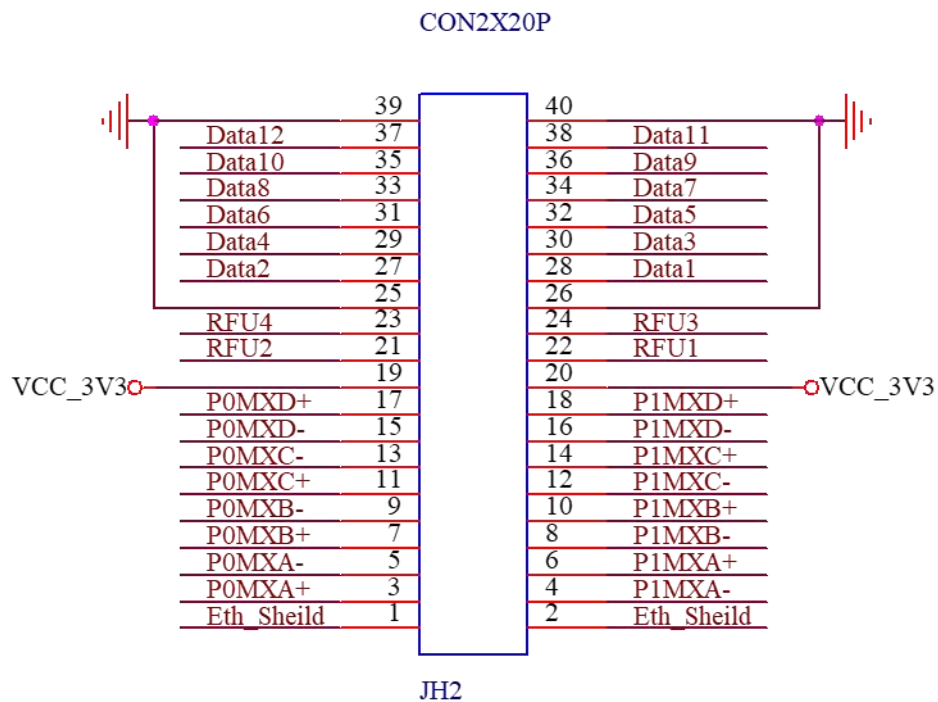 CON2X20P
39 40
Data12 37 38 Data11
Data10 35 36 Data9
Data8 33 34 Data7
Data6 31 32 Data5
Data4 29 30 Data3
Data2 27 28 Data1
25 26
RFU4 23 24 RFU3
RFU2 21 22 RFU1
VCC_3V3 19 20 VCC_3V3
P0MXD+ 17 18 P1MXD+
P0MXD- 15 16 P1MXD-
P0MXC- 13 14 P1MXC+
P0MXC+ 11 12 P1MXC-
P0MXB- 9 10 P1MXB+
P0MXB+ 7 8 P1MXB-
P0MXA- 5 6 P1MXA+
P0MXA+ 3 4 P1MXA-
Eth_Sheild 1 2 Eth_Sheild
JH2